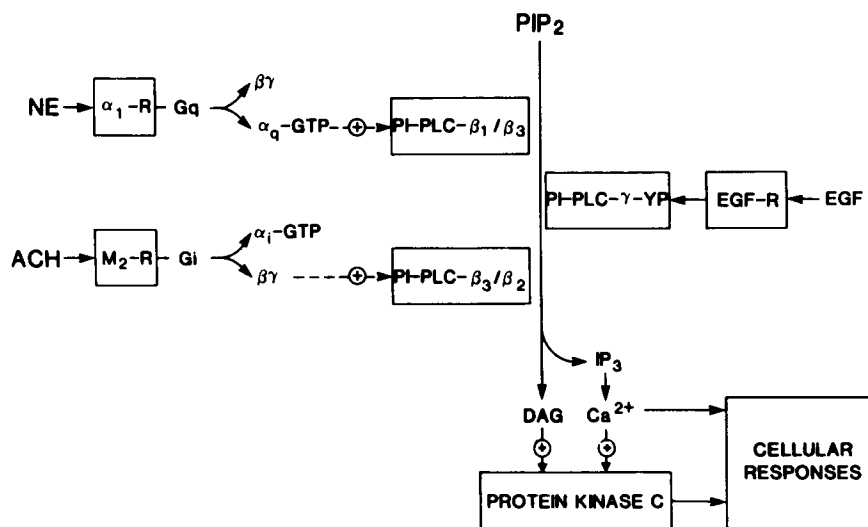 PIP₂
NE → α₁-R – Gq
βγ
αq-GTP -- ⊕ → PI-PLC-β₁/β₃
PI-PLC-γ-YP ← EGF-R ← EGF
ACH → M₂-R – Gi
αᵢ-GTP
βγ --- ⊕ → PI-PLC-β₃/β₂
IP₃
DAG Ca²⁺
⊕ ⊕
PROTEIN KINASE C
CELLULAR
RESPONSES